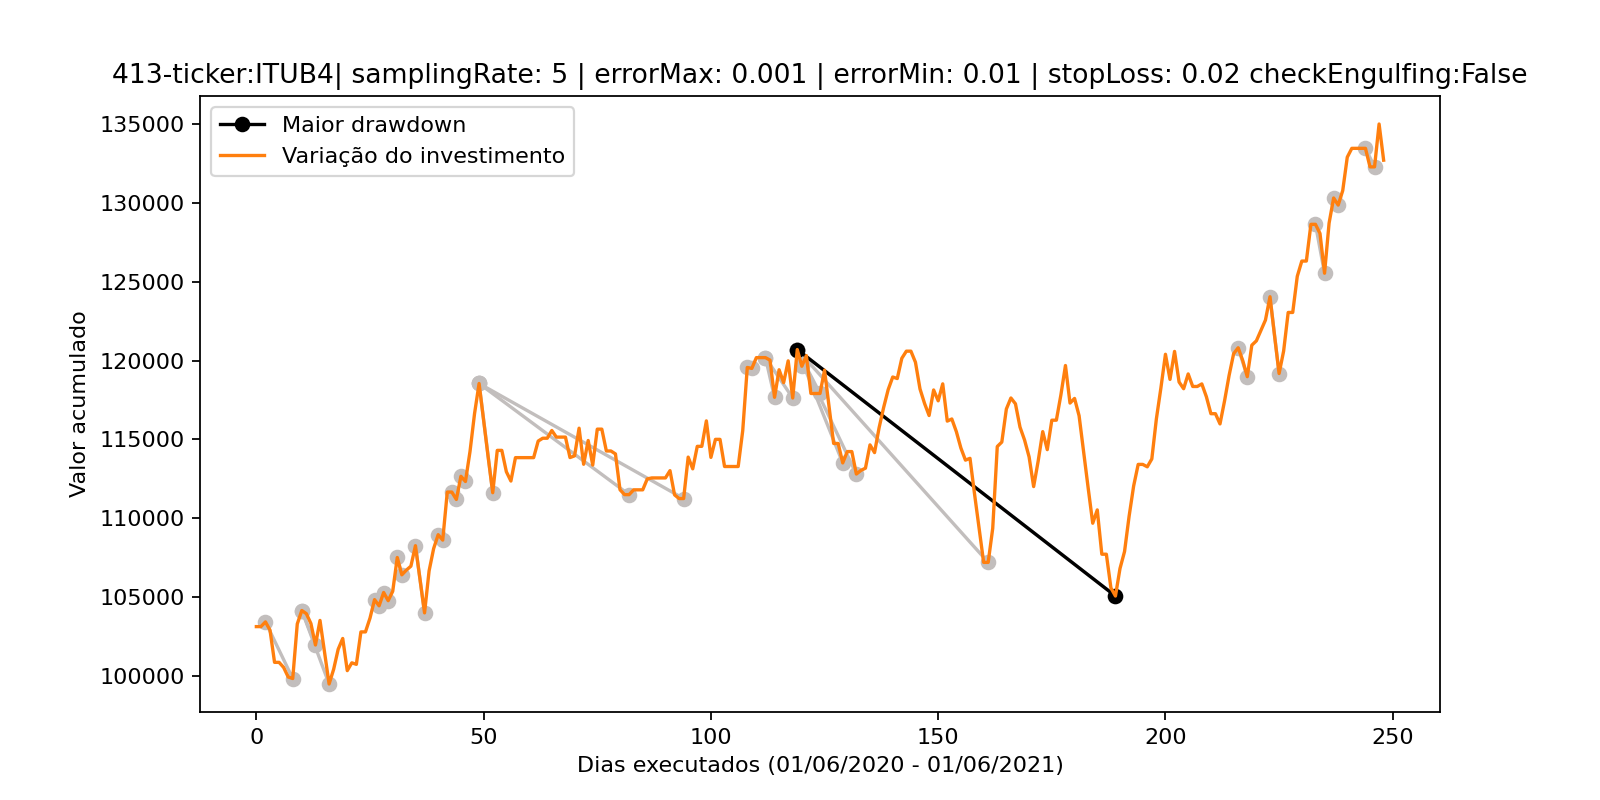 413-ticker:ITUB4| samplingRate: 5 | errorMax: 0.001 | errorMin: 0.01 | stopLoss: 0.02 checkEngulfing:False
Maior drawdown
Variação do investimento
135000
130000
125000
120000
115000
110000
105000
100000
Valor acumulado
0 50 100 150 200 250
Dias executados (01/06/2020 - 01/06/2021)